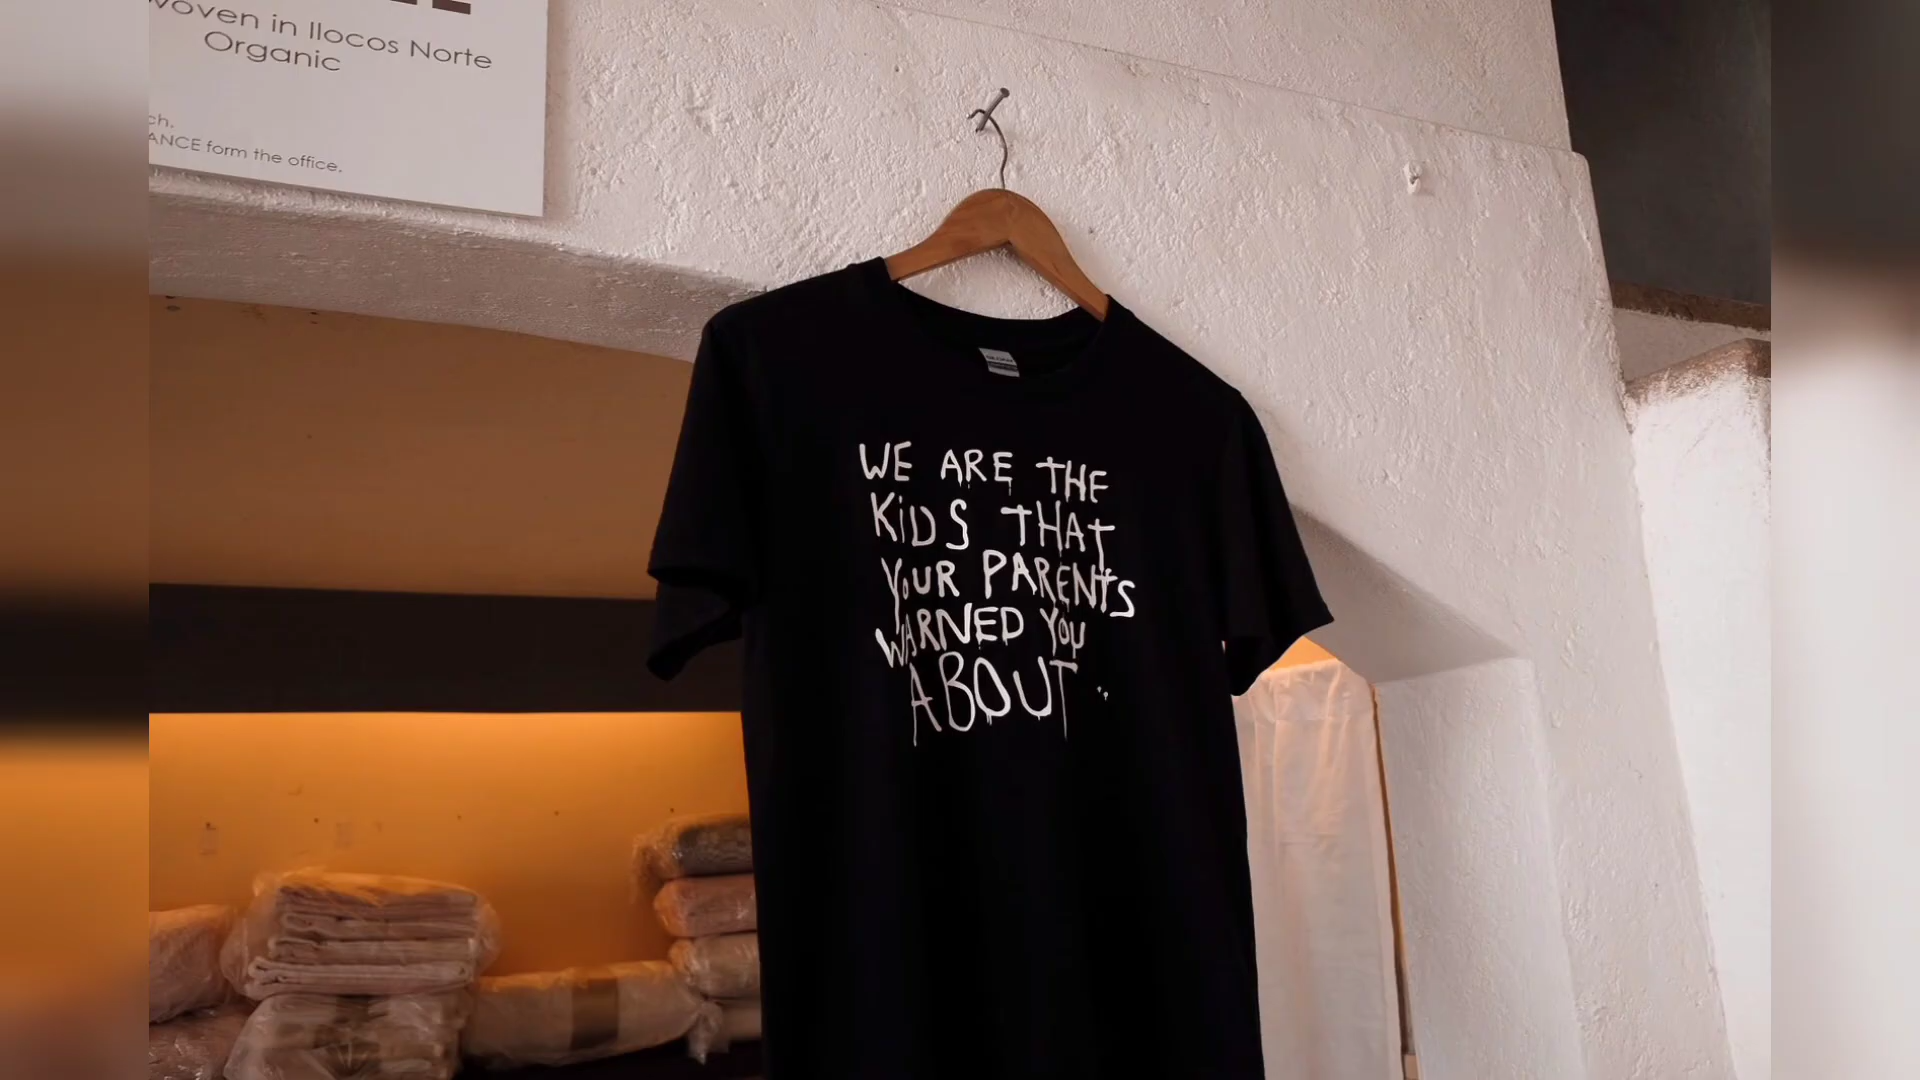 woven in Ilocos Norte
Organic
ch.
ANCE form the office.
WE ARE THE
KiDS THAT
YOUR PARENTS
WARNED YOU
ABOUT..